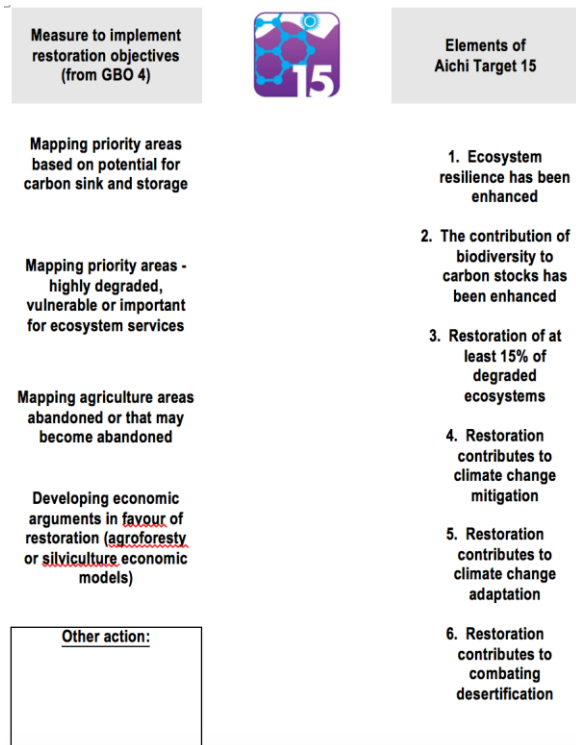 Measure to implement
restoration objectives
(from GBO 4)
15
Elements of
Aichi Target 15
Mapping priority areas
based on potential for
carbon sink and storage
Mapping priority areas -
highly degraded,
vulnerable or important
for ecosystem services
Mapping agriculture areas
abandoned or that may
become abandoned
Developing economic
arguments in favour of
restoration (agroforesty
or silviculture economic
models)
Other action:
1. Ecosystem
resilience has been
enhanced
2. The contribution of
biodiversity to
carbon stocks has
been enhanced
3. Restoration of at
least 15% of
degraded
ecosystems
4. Restoration
contributes to
climate change
mitigation
5. Restoration
contributes to
climate change
adaptation
6. Restoration
contributes to
combating
desertification